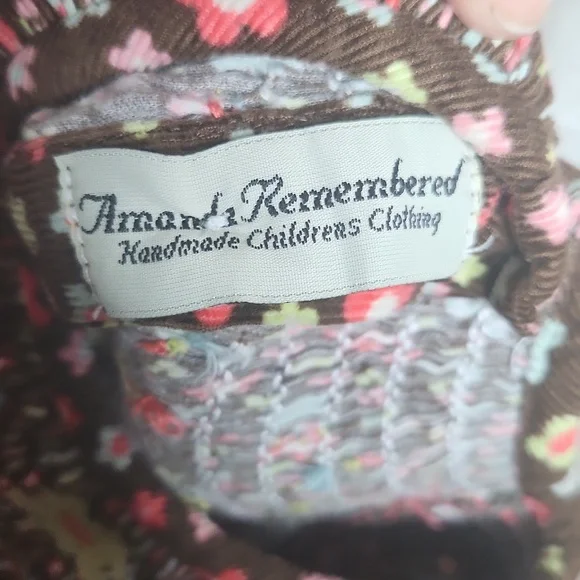 Amanda Remembered
Handmade Childrens Clothing